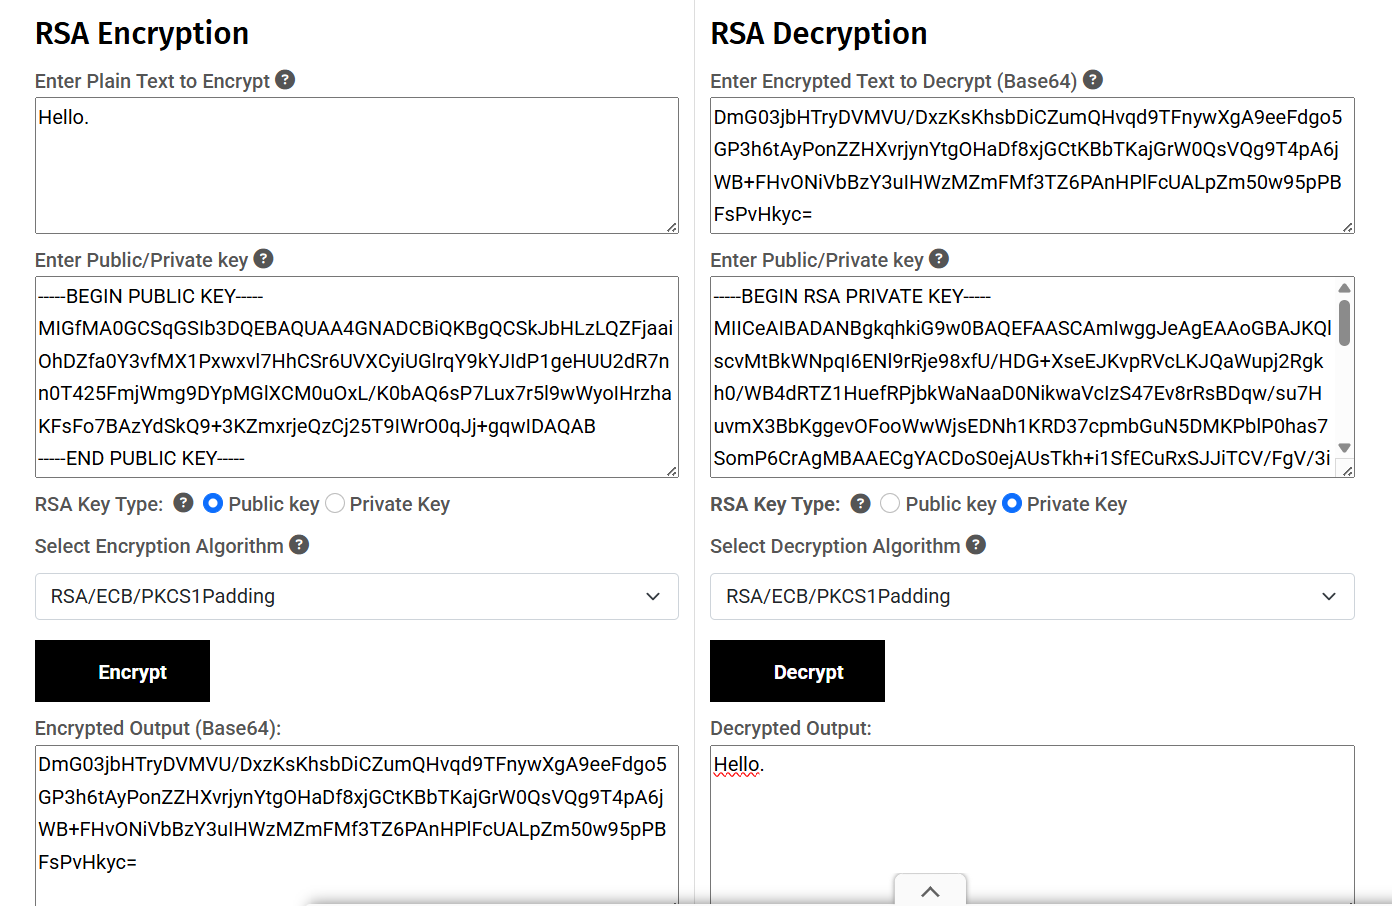 RSA Encryption
Enter Plain Text to Encrypt ?
Hello.
Enter Public/Private key ?
-----BEGIN PUBLIC KEY-----
MIGfMA0GCSqGSIb3DQEBAQUAA4GNADCBiQKBgQCSkJbHLzLQZFjaai
OhDZfa0Y3vfMX1Pxwxvl7HhCSr6UVXCyiUGlrqY9kYJIdP1geHUU2dR7n
n0T425FmjWmg9DYpMGlXCM0uOxL/K0bAQ6sP7Lux7r5l9wWyoIHrzha
KFsFo7BAzYdSkQ9+3KZmxrjeQzCj25T9IWrO0qJj+gqwIDAQAB
-----END PUBLIC KEY-----
RSA Key Type: ? Public key Private Key
Select Encryption Algorithm ?
RSA/ECB/PKCS1Padding
Encrypt
Encrypted Output (Base64):
DmG03jbHTryDVMVU/DxzKsKhsbDiCZumQHvqd9TFnywXgA9eeFdgo5
GP3h6tAyPonZZHXvrjynYtgOHaDf8xjGCtKBbTKajGrW0QsVQg9T4pA6j
WB+FHvONiVbBzY3uIHWzMZmFMf3TZ6PAnHPlFcUALpZm50w95pPB
FsPvHkyc=
RSA Decryption
Enter Encrypted Text to Decrypt (Base64) ?
DmG03jbHTryDVMVU/DxzKsKhsbDiCZumQHvqd9TFnywXgA9eeFdgo5
GP3h6tAyPonZZHXvrjynYtgOHaDf8xjGCtKBbTKajGrW0QsVQg9T4pA6j
WB+FHvONiVbBzY3uIHWzMZmFMf3TZ6PAnHPlFcUALpZm50w95pPB
FsPvHkyc=
Enter Public/Private key ?
-----BEGIN RSA PRIVATE KEY-----
MIICeAIBADANBgkqhkiG9w0BAQEFAASCAmIwggJeAgEAAoGBAJKQl
scvMtBkWNpqI6ENl9rRje98xfU/HDG+XseEJKvpRVcLKJQaWupj2Rgk
h0/WB4dRTZ1HuefRPjbkWaNaaD0NikwaVcIzS47Ev8rRsBDqw/su7H
uvmX3BbKggevOFooWwWjsEDNh1KRD37cpmbGuN5DMKPblP0has7
SomP6CrAgMBAAECgYACDoS0ejAUsTkh+i1SfECuRxSJJiTCV/FgV/3i
RSA Key Type: ? Public key Private Key
Select Decryption Algorithm ?
RSA/ECB/PKCS1Padding
Decrypt
Decrypted Output:
Hello.